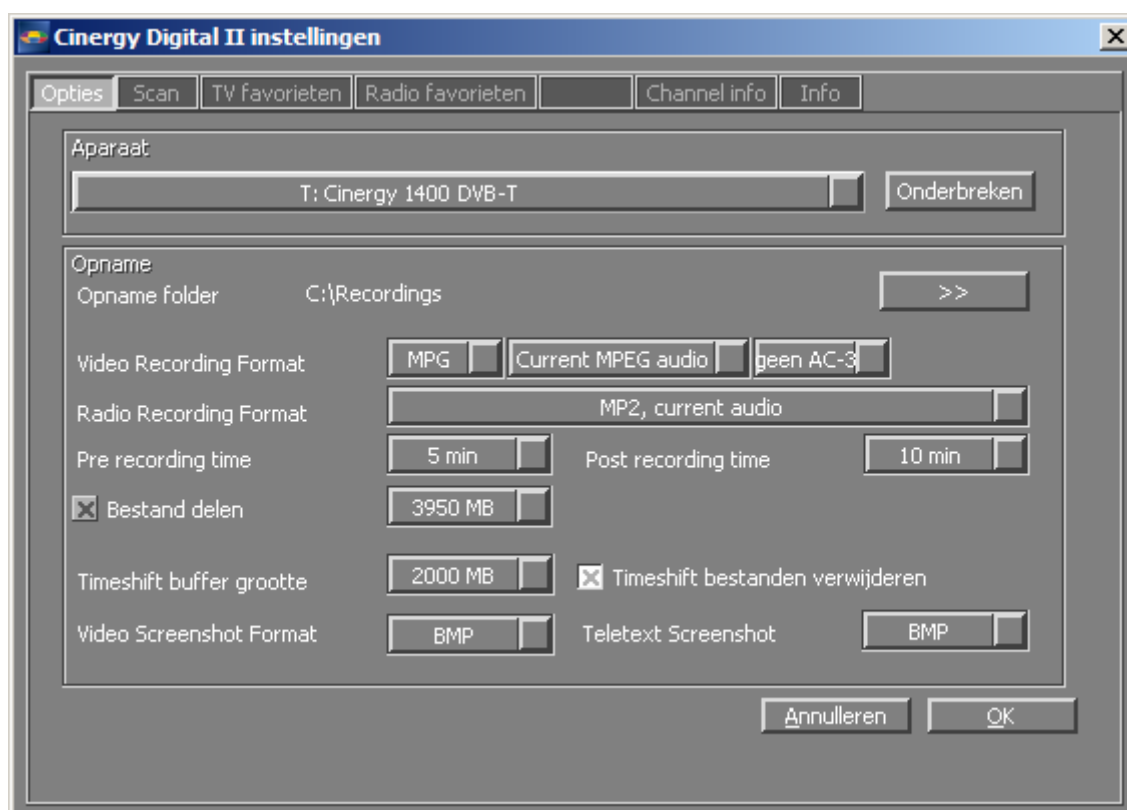 Cinergy Digital II instellingen
Opties Scan TV favorieten Radio favorieten Channel info Info
Aparaat
T: Cinergy 1400 DVB-T Onderbreken
Opname
Opname folder C:\Recordings >>
Video Recording Format MPG Current MPEG audio geen AC-3
Radio Recording Format MP2, current audio
Pre recording time 5 min Post recording time 10 min
Bestand delen 3950 MB
Timeshift buffer grootte 2000 MB Timeshift bestanden verwijderen
Video Screenshot Format BMP Teletext Screenshot BMP
Annulleren OK